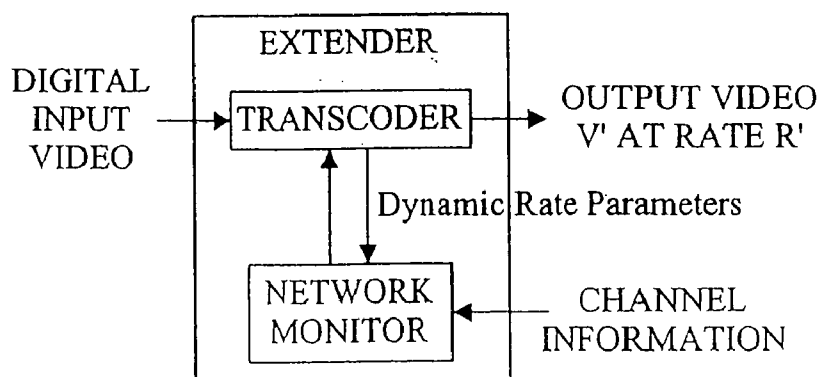 EXTENDER
DIGITAL
INPUT
VIDEO
TRANSCODER
OUTPUT VIDEO
V' AT RATE R'
Dynamic Rate Parameters
NETWORK
MONITOR
CHANNEL
INFORMATION